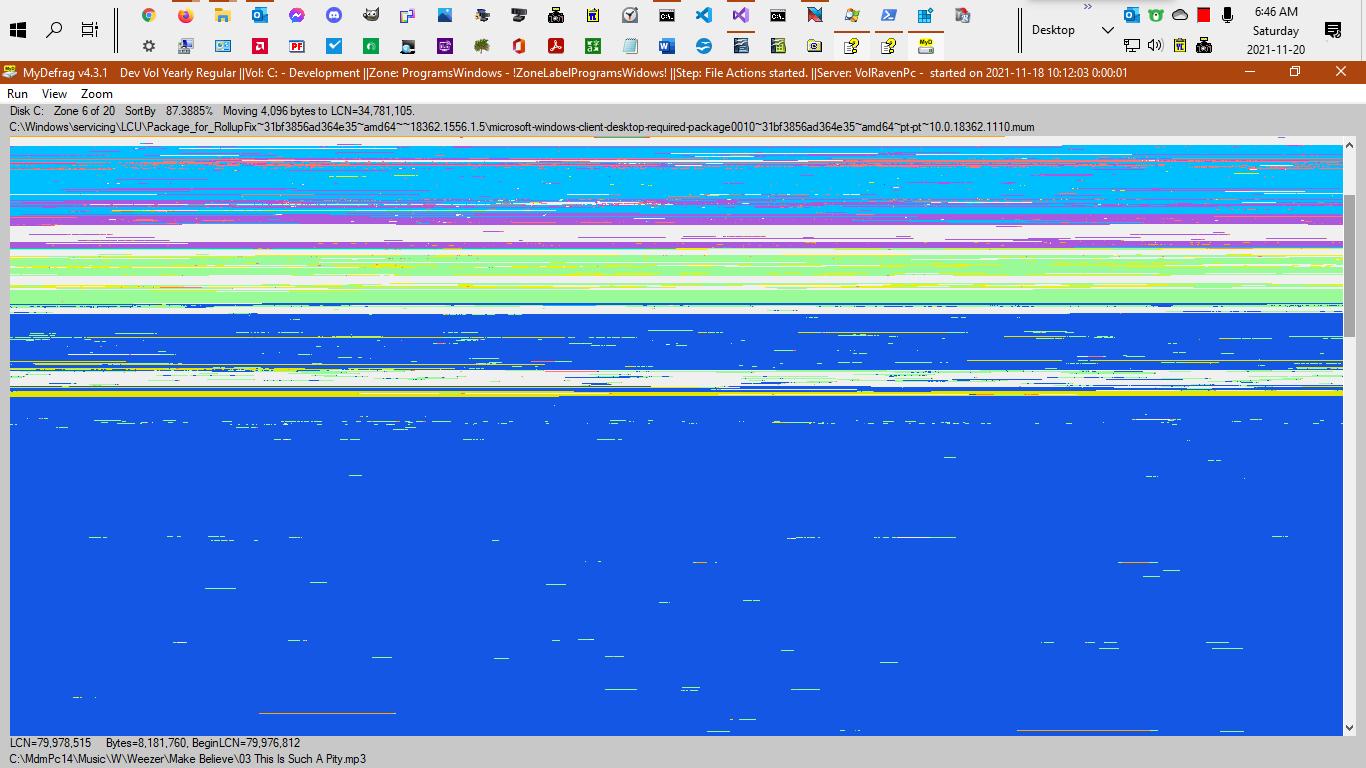 6:46 AM
Desktop
Saturday
2021-11-20
MyDefrag v4.3.1 Dev Vol Yearly Regular ||Vol: C: - Development ||Zone: ProgramsWindows - !ZoneLabelProgramsWidows! ||Step: File Actions started. ||Server: VolRavenPc - started on 2021-11-18 10:12:03 0:00:01
Run View Zoom
Disk C: Zone 6 of 20 SortBy 87.3885% Moving 4,096 bytes to LCN=34,781,105.
C:\Windows\servicing\LCU\Package_for_RollupFix~31bf3856ad364e35~amd64~~18362.1556.1.5\microsoft-windows-client-desktop-required-package0010~31bf3856ad364e35~amd64~pt-pt~10.0.18362.1110.mum
LCN=79,978,515 Bytes=8,181,760, BeginLCN=79,976,812
C:\MdmPc14\Music\W\Weezer\Make Believe\03 This Is Such A Pity.mp3